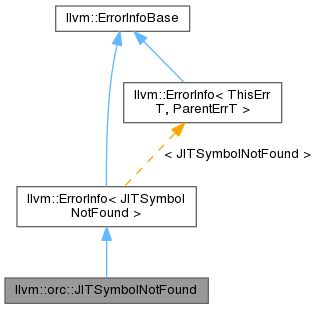 llvm::ErrorInfoBase
llvm::ErrorInfo< ThisErr
T, ParentErrT >
< JITSymbolNotFound >
llvm::ErrorInfo< JITSymbol
NotFound >
llvm::orc::JITSymbolNotFound